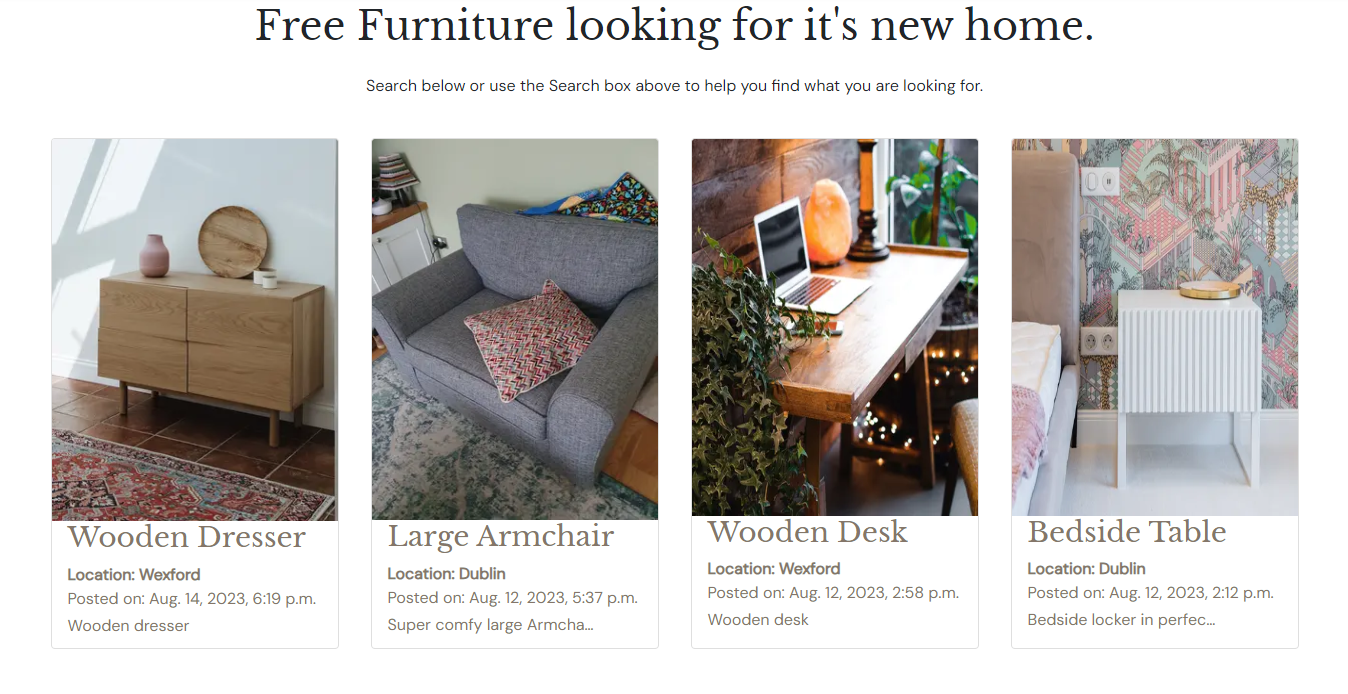 Free Furniture looking for it's new home.
Search below or use the Search box above to help you find what you are looking for.
Wooden Dresser
Location: Wexford
Posted on: Aug. 14, 2023, 6:19 p.m.
Wooden dresser
Large Armchair
Location: Dublin
Posted on: Aug. 12, 2023, 5:37 p.m.
Super comfy large Armcha...
Wooden Desk
Location: Wexford
Posted on: Aug. 12, 2023, 2:58 p.m.
Wooden desk
Bedside Table
Location: Dublin
Posted on: Aug. 12, 2023, 2:12 p.m.
Bedside locker in perfec...